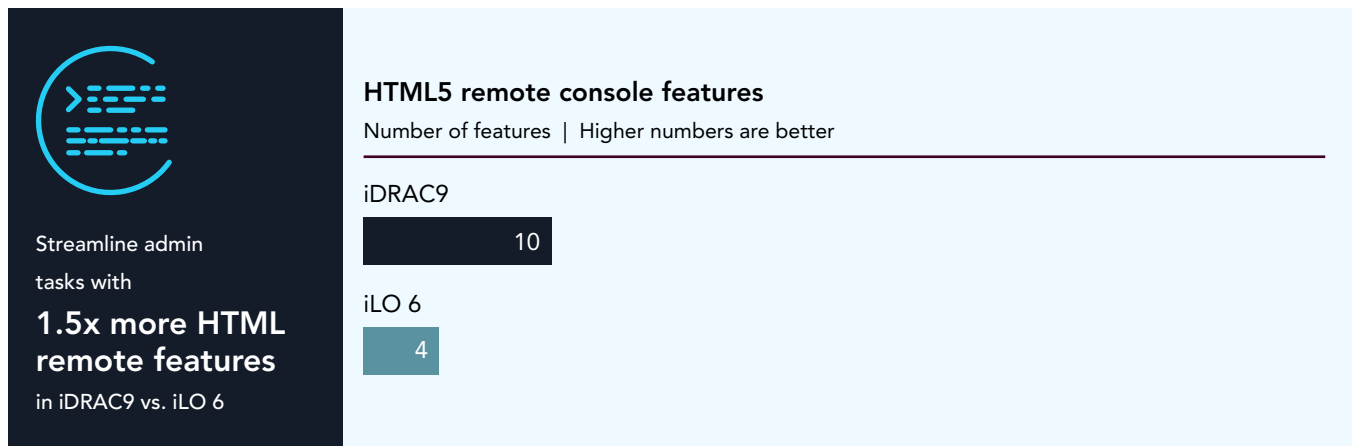 Streamline admin
tasks with
1.5x more HTML
remote features
in iDRAC9 vs. iLO 6
HTML5 remote console features
Number of features | Higher numbers are better
iDRAC9
10
iLO 6
4